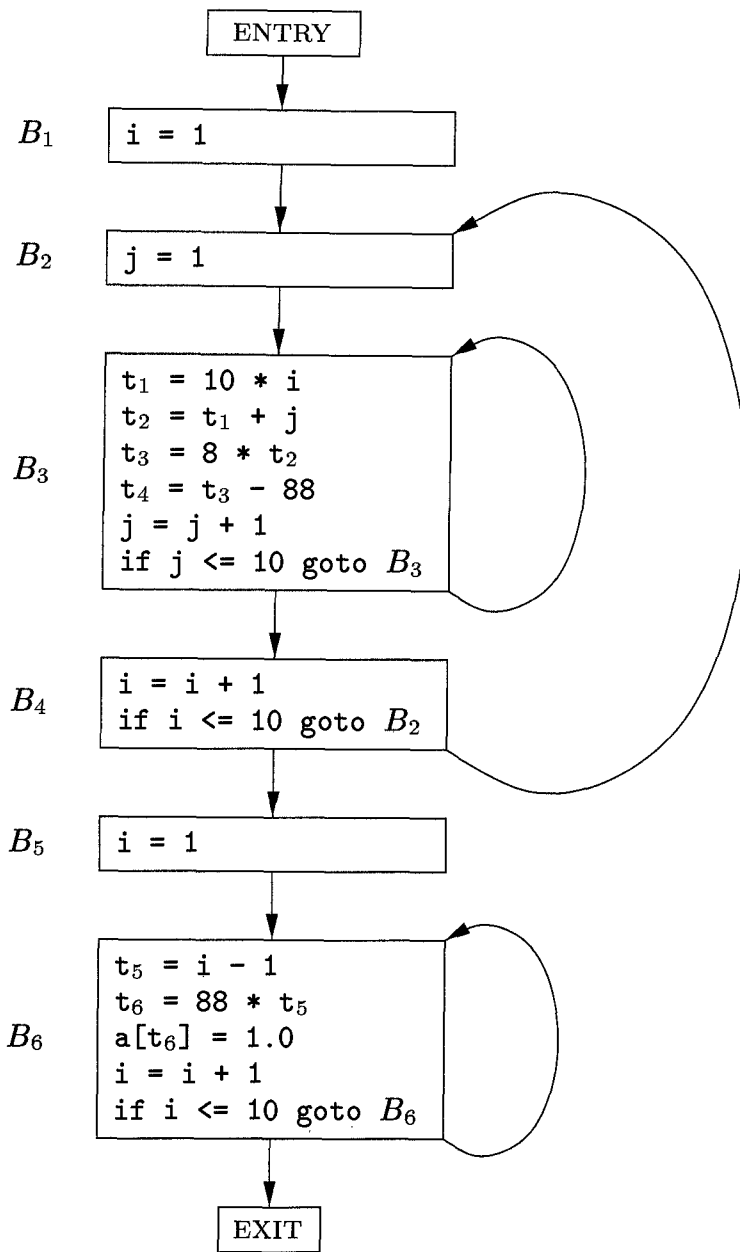 ENTRY
B₁ i = 1
B₂ j = 1
t₁ = 10 * i
t₂ = t₁ + j
B₃ t₃ = 8 * t₂
t₄ = t₃ - 88
j = j + 1
if j <= 10 goto B₃
B₄ i = i + 1
if i <= 10 goto B₂
B₅ i = 1
t₅ = i - 1
t₆ = 88 * t₅
B₆ a[t₆] = 1.0
i = i + 1
if i <= 10 goto B₆
EXIT